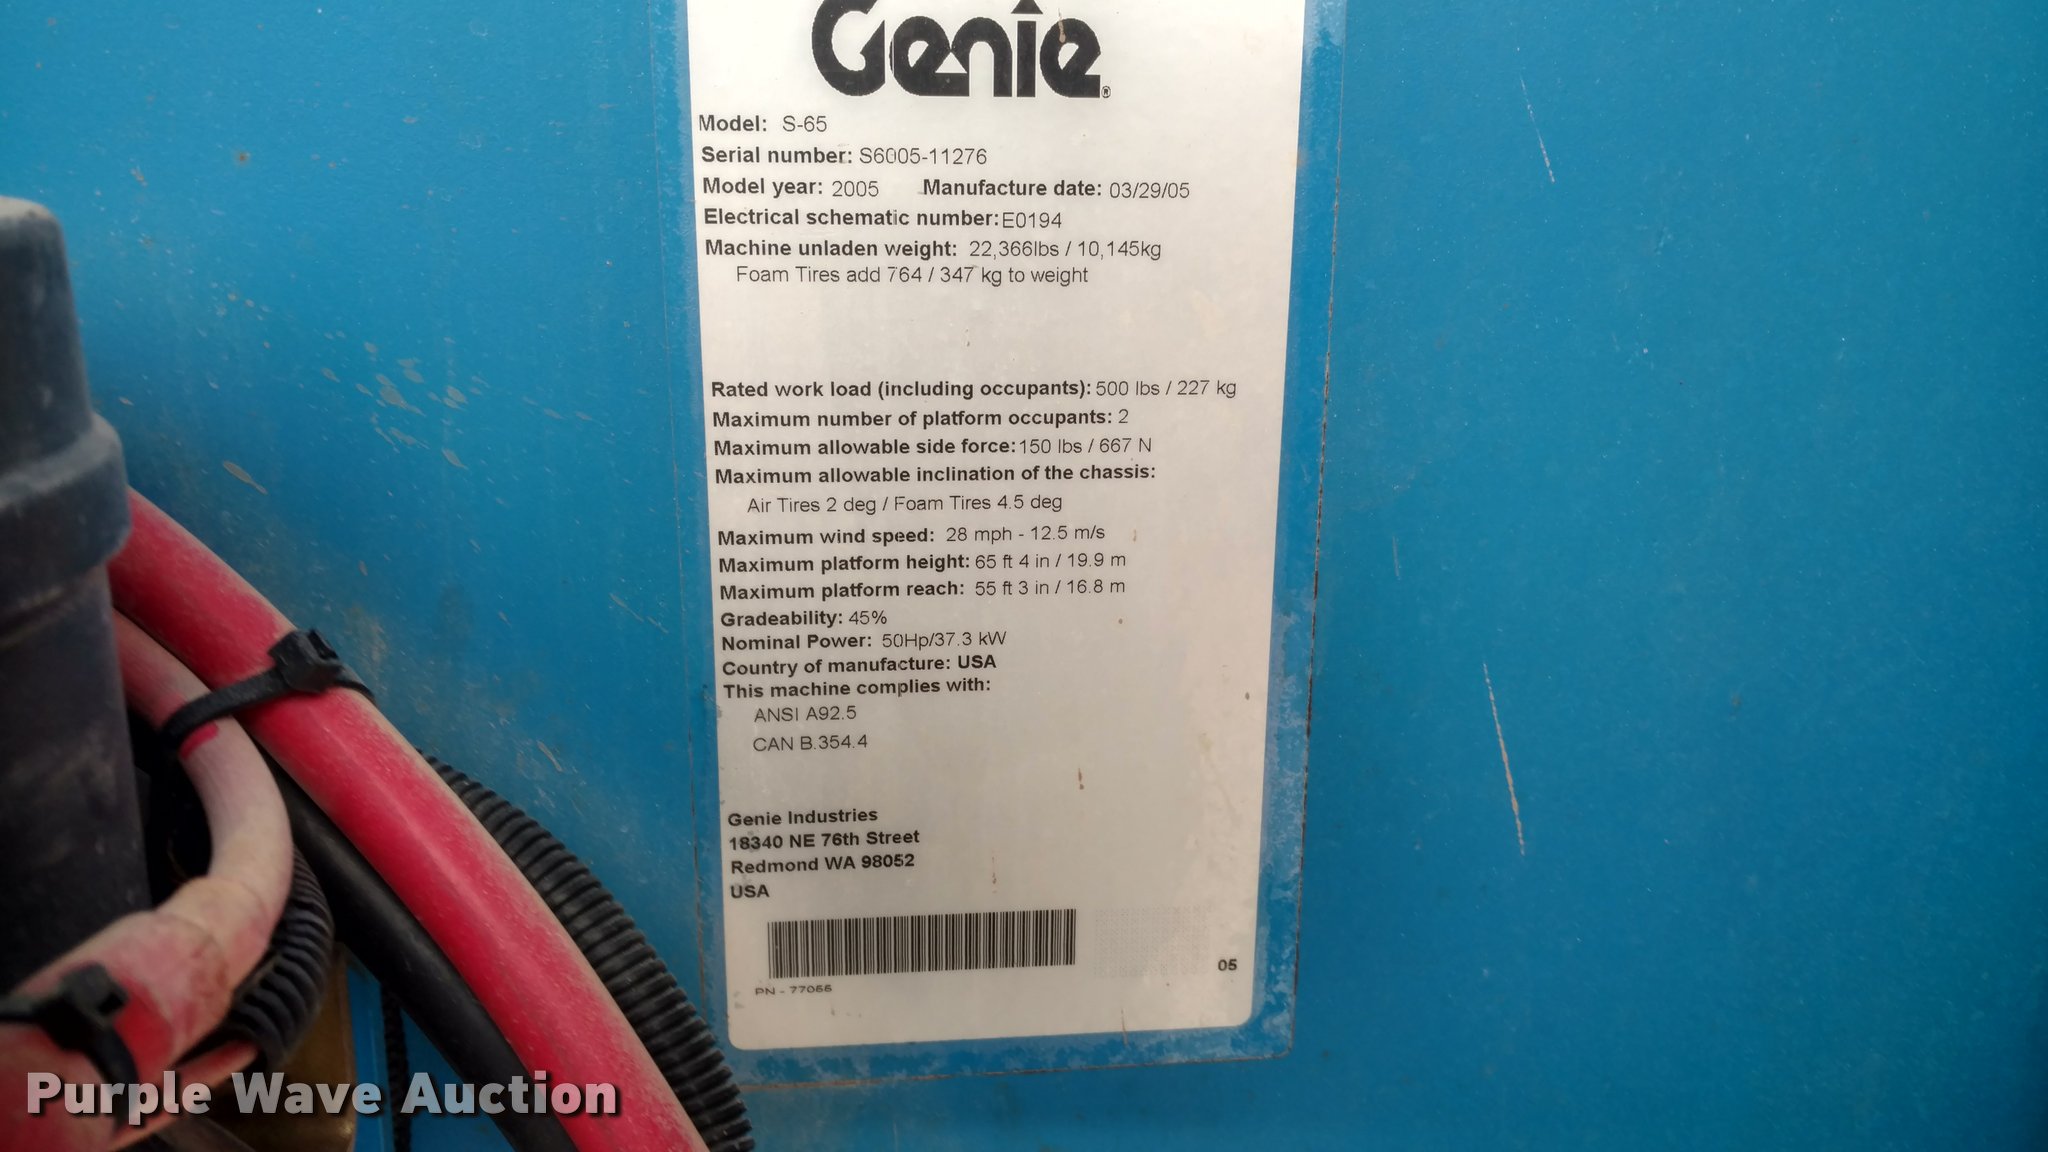 Genie®
Model: S-65
Serial number: S6005-11276
Model year: 2005 Manufacture date: 03/29/05
Electrical schematic number: E0194
Machine unladen weight: 22,366lbs / 10,145kg
Foam Tires add 764 / 347 kg to weight
Rated work load (including occupants): 500 lbs / 227 kg
Maximum number of platform occupants: 2
Maximum allowable side force: 150 lbs / 667 N
Maximum allowable inclination of the chassis:
Air Tires 2 deg / Foam Tires 4.5 deg
Maximum wind speed: 28 mph - 12.5 m/s
Maximum platform height: 65 ft 4 in / 19.9 m
Maximum platform reach: 55 ft 3 in / 16.8 m
Gradeability: 45%
Nominal Power: 50Hp/37.3 kW
Country of manufacture: USA
This machine complies with:
ANSI A92.5
CAN B.354.4
Genie Industries
18340 NE 76th Street
Redmond WA 98052
USA
05
PN - 77055
Purple Wave Auction